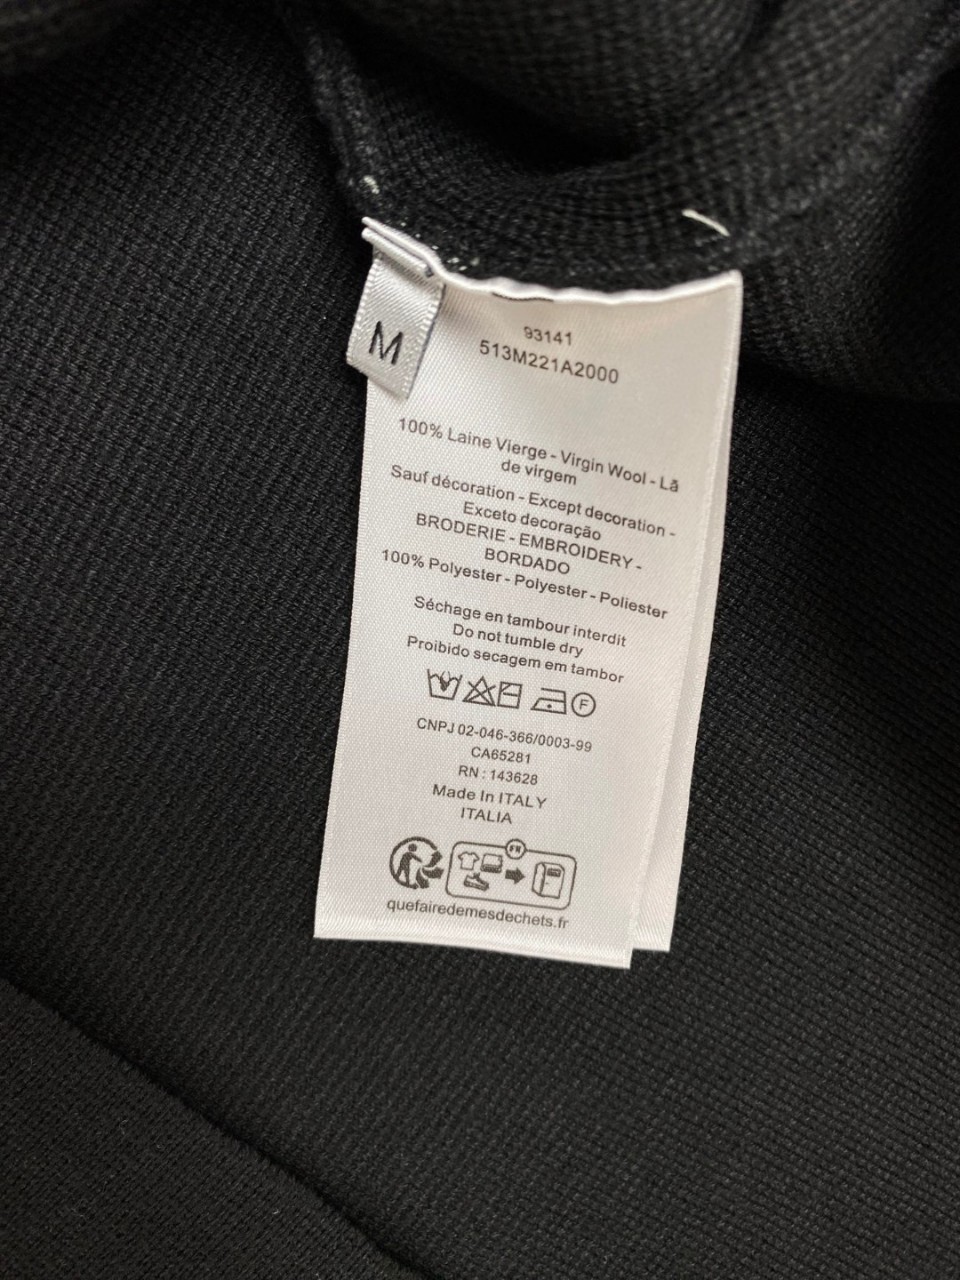 M
93141
513M221A2000
100% Laine Vierge - Virgin Wool - Lã
de virgem
Sauf décoration - Except decoration -
Exceto decoração
BRODERIE - EMBROIDERY -
BORDADO
100% Polyester - Polyester - Poliester
Séchage en tambour interdit
Do not tumble dry
Proibido secagem em tambor
F
CNPJ 02-046-366/0003-99
CA65281
RN : 143628
Made In ITALY
ITALIA
FR
quefairedemesdechets.fr